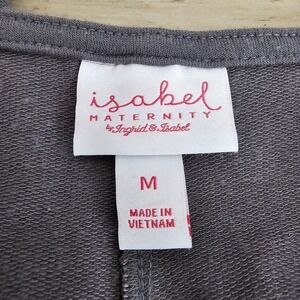 isabel
MATERNITY
by Ingrid & Isabel
M
MADE IN
VIETNAM